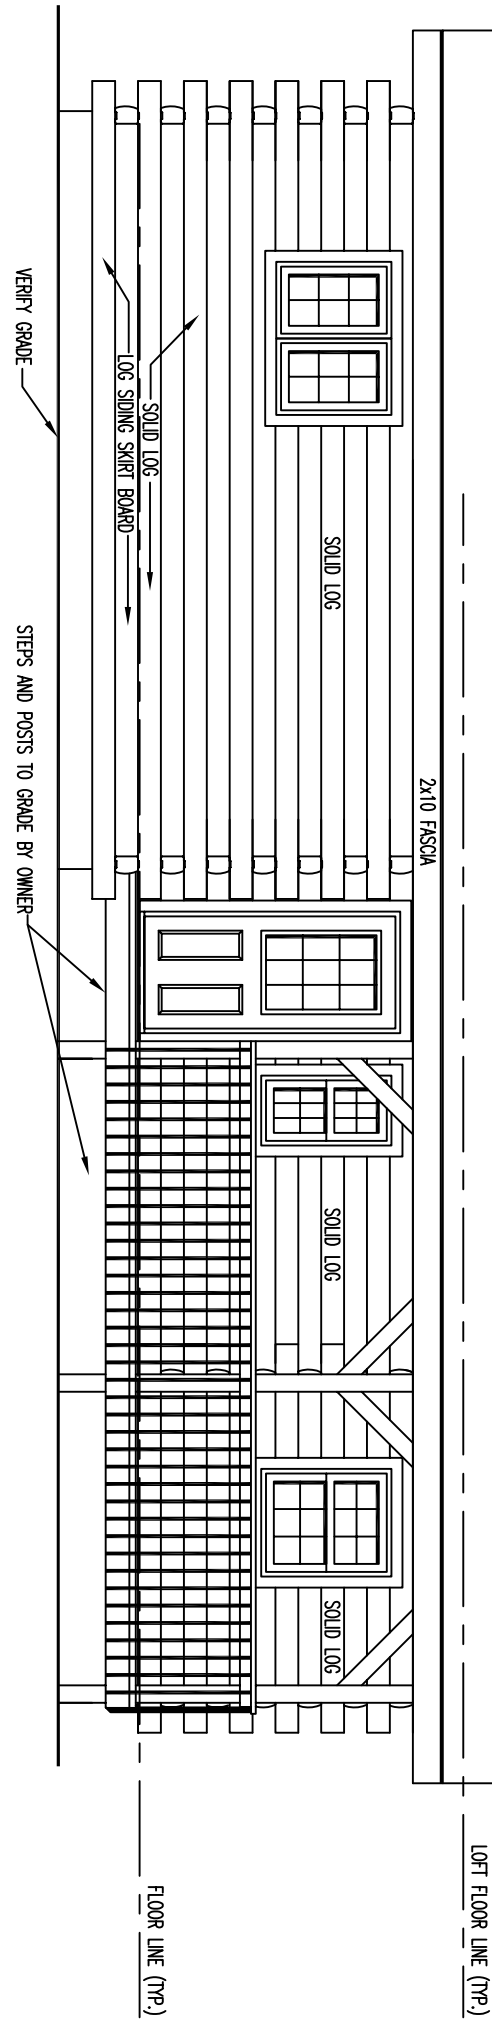 LOFT FLOOR LINE (TYP.)
2x10 FASCIA
SOLID LOG
SOLID LOG
SOLID LOG
SOLID LOG
LOG SIDING SKIRT BOARD
FLOOR LINE (TYP.)
VERIFY GRADE
STEPS AND POSTS TO GRADE BY OWNER